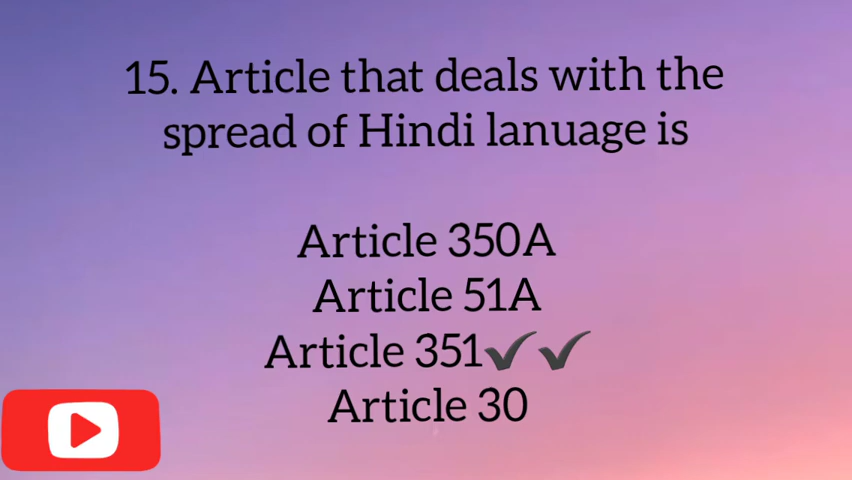 15. Article that deals with the
spread of Hindi lanuage is
Article 350A
Article 51A
Article 351✔✔
Article 30